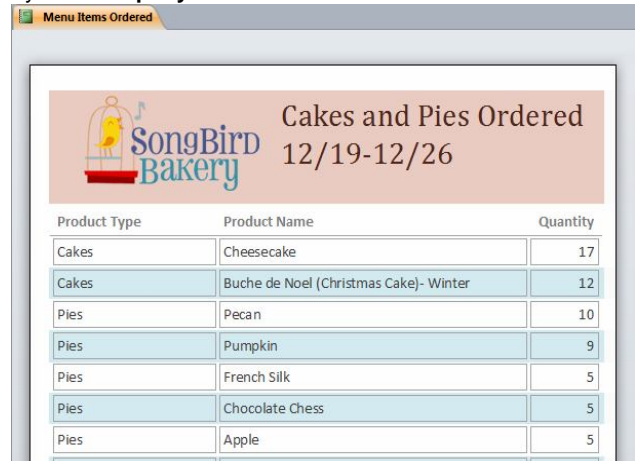 Menu Items Ordered
SongBird
Bakery
Cakes and Pies Ordered
12/19-12/26
Product Type Product Name Quantity
Cakes Cheesecake 17
Cakes Buche de Noel (Christmas Cake)- Winter 12
Pies Pecan 10
Pies Pumpkin 9
Pies French Silk 5
Pies Chocolate Chess 5
Pies Apple 5